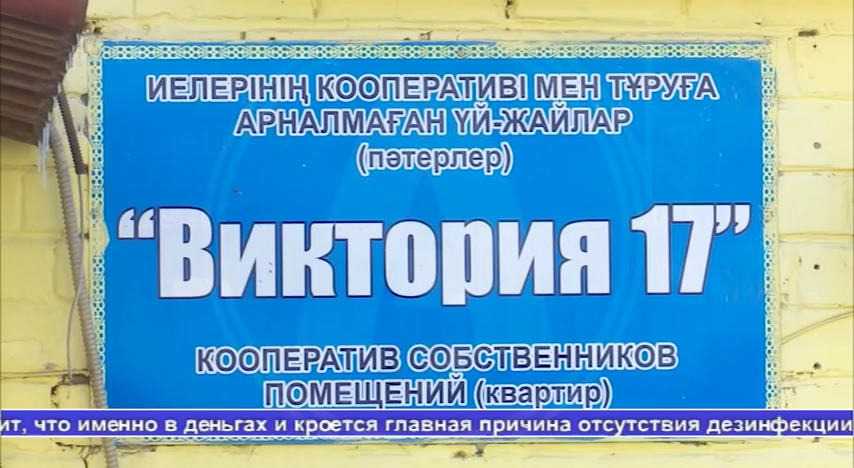 ИЕЛЕРІНІҢ КООПЕРАТИВІ МЕН ТҰРУҒА
АРНАЛМАҒАН ҮЙ-ЖАЙЛАР
(пәтерлер)
“Виктория 17”
КООПЕРАТИВ СОБСТВЕННИКОВ
ПОМЕЩЕНИЙ (квартир)
ит, что именно в деньгах и кроется главная причина отсутствия дезинфекции